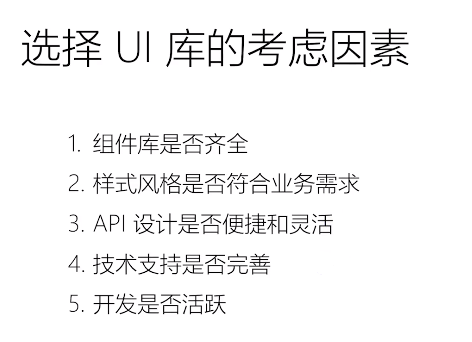 选择 UI 库的考虑因素
1. 组件库是否齐全
2. 样式风格是否符合业务需求
3. API 设计是否便捷和灵活
4. 技术支持是否完善
5. 开发是否活跃